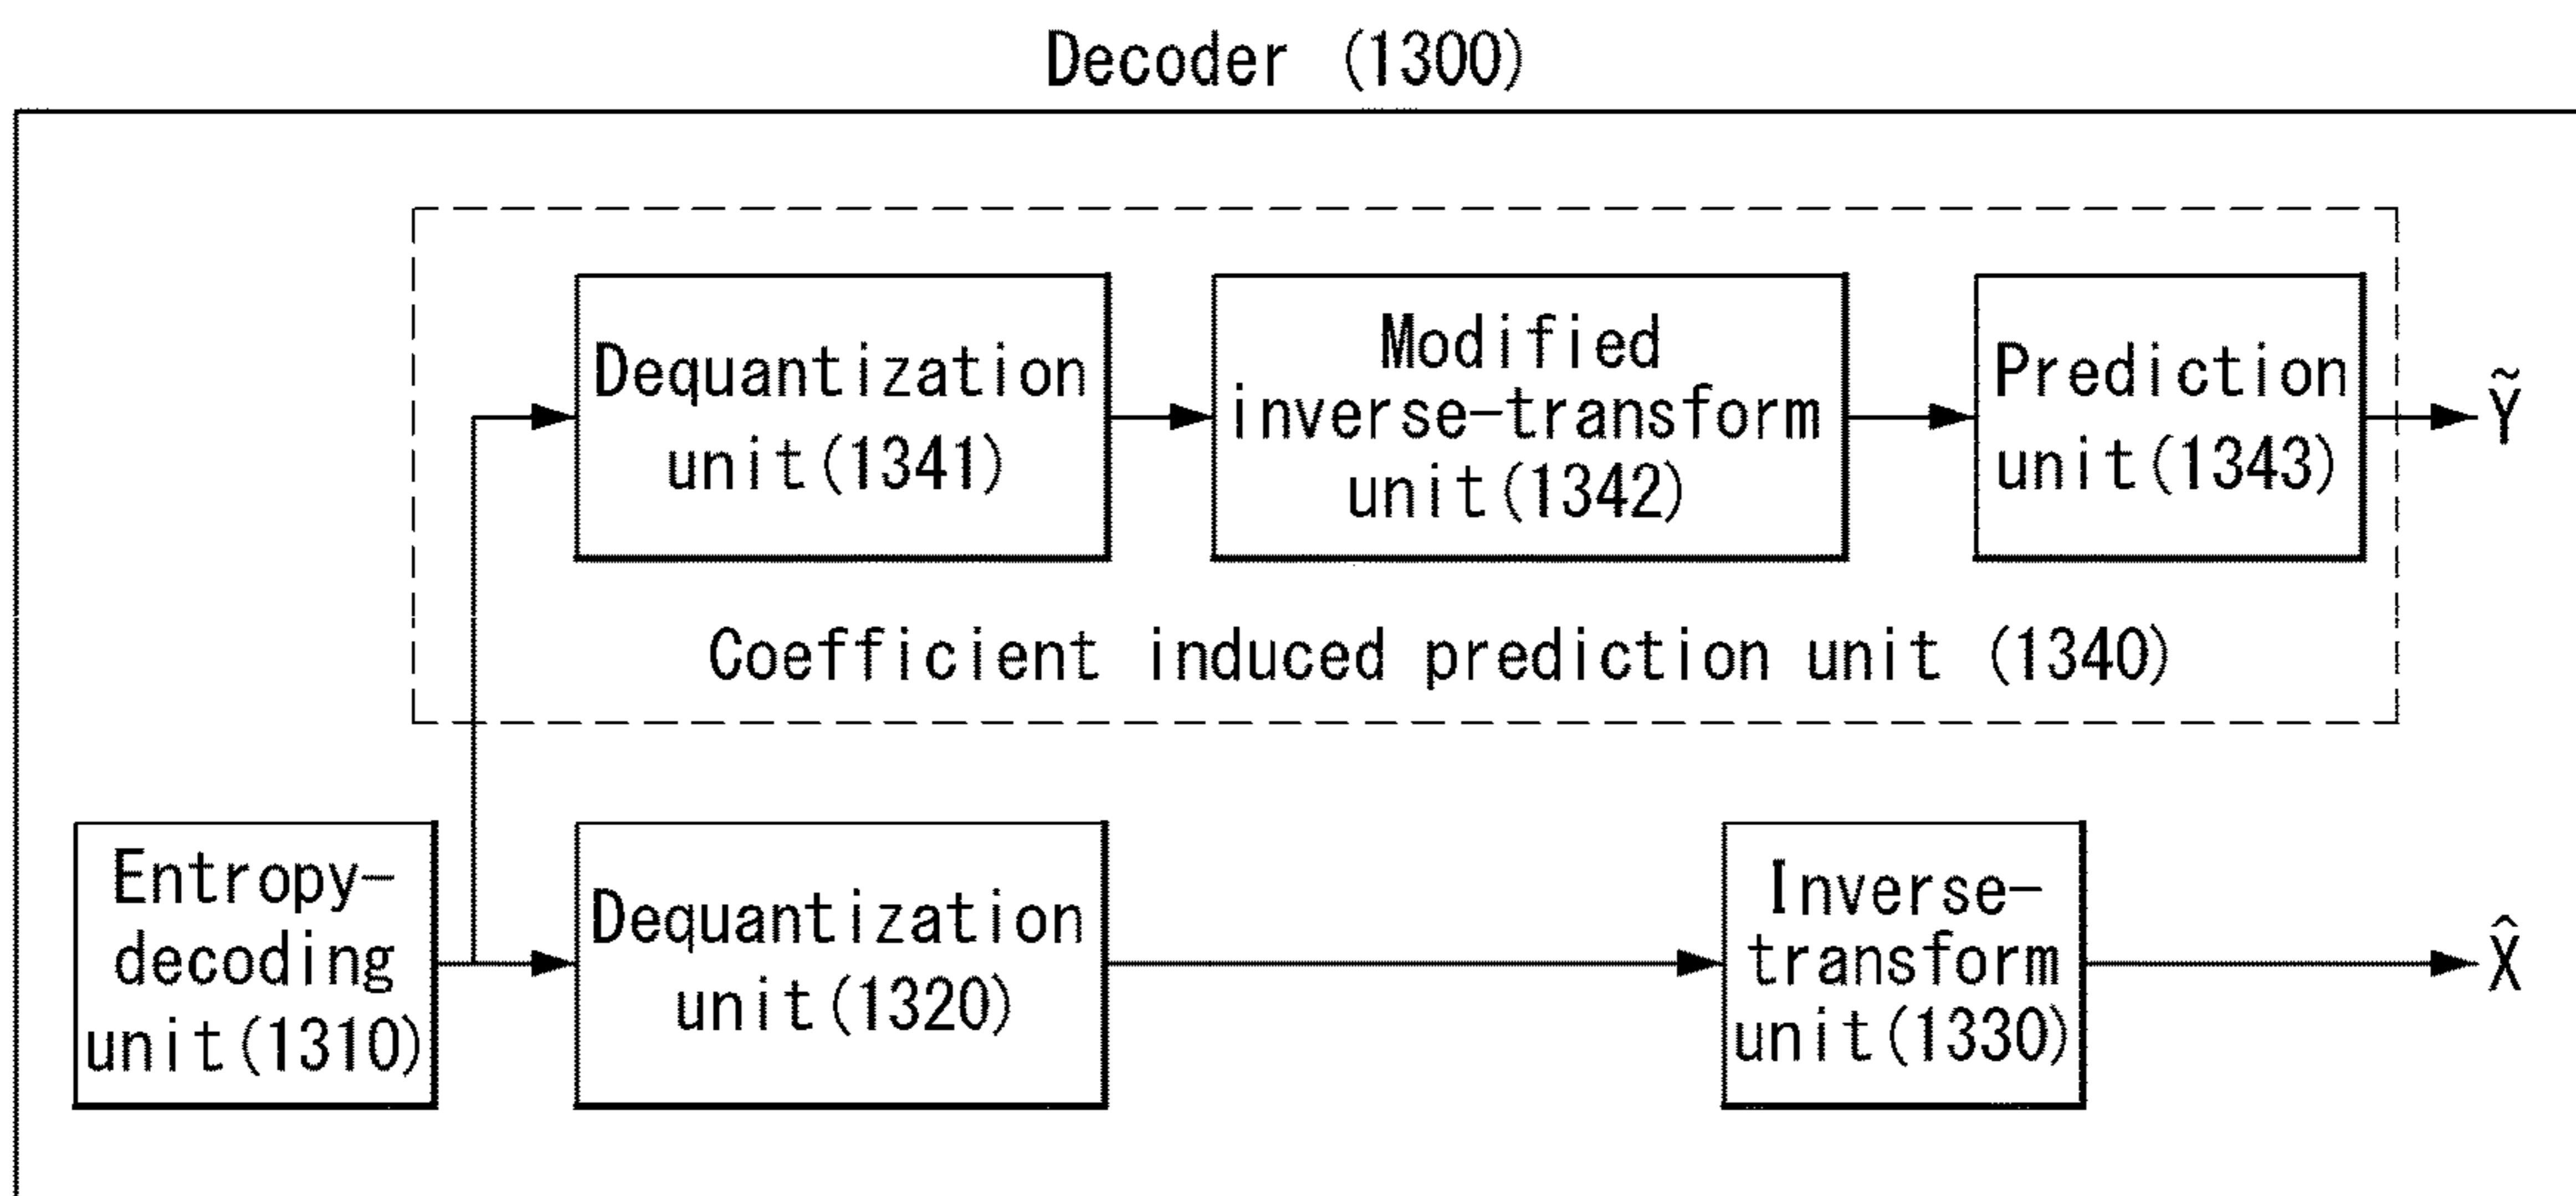 Decoder (1300)
Dequantization
unit(1341)
Modified
inverse-transform
unit(1342)
Prediction
unit(1343)
Ỹ
Coefficient induced prediction unit (1340)
Entropy-
decoding
unit(1310)
Dequantization
unit(1320)
Inverse-
transform
unit(1330)
X̂